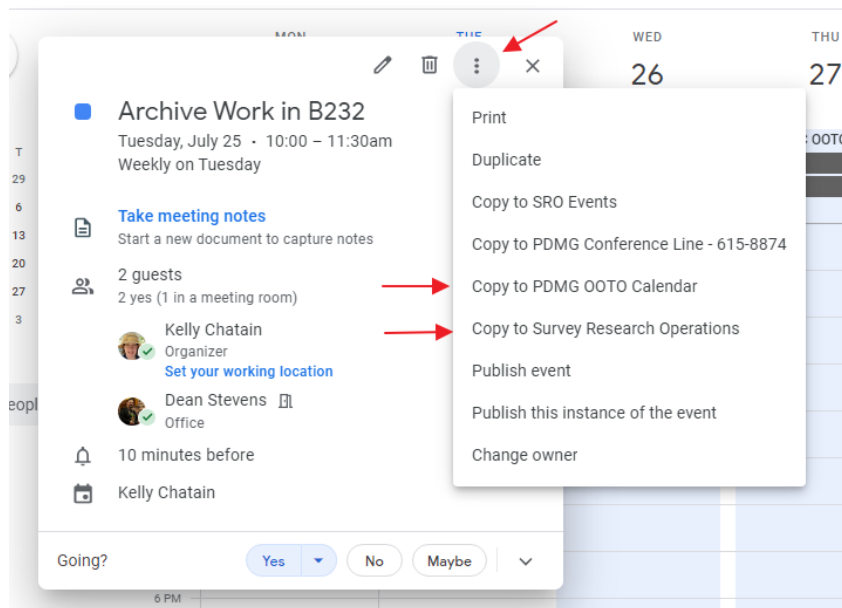 MON
TUE
WED
THU
26
27
Archive Work in B232
Tuesday, July 25 • 10:00 – 11:30am
Weekly on Tuesday
Take meeting notes
Start a new document to capture notes
2 guests
2 yes (1 in a meeting room)
Kelly Chatain
Organizer
Set your working location
Dean Stevens
Office
10 minutes before
Kelly Chatain
Going?
Yes
No
Maybe
Print
Duplicate
Copy to SRO Events
Copy to PDMG Conference Line - 615-8874
Copy to PDMG OOTO Calendar
Copy to Survey Research Operations
Publish event
Publish this instance of the event
Change owner
T
29
6
13
20
27
3
OOTO
6 PM